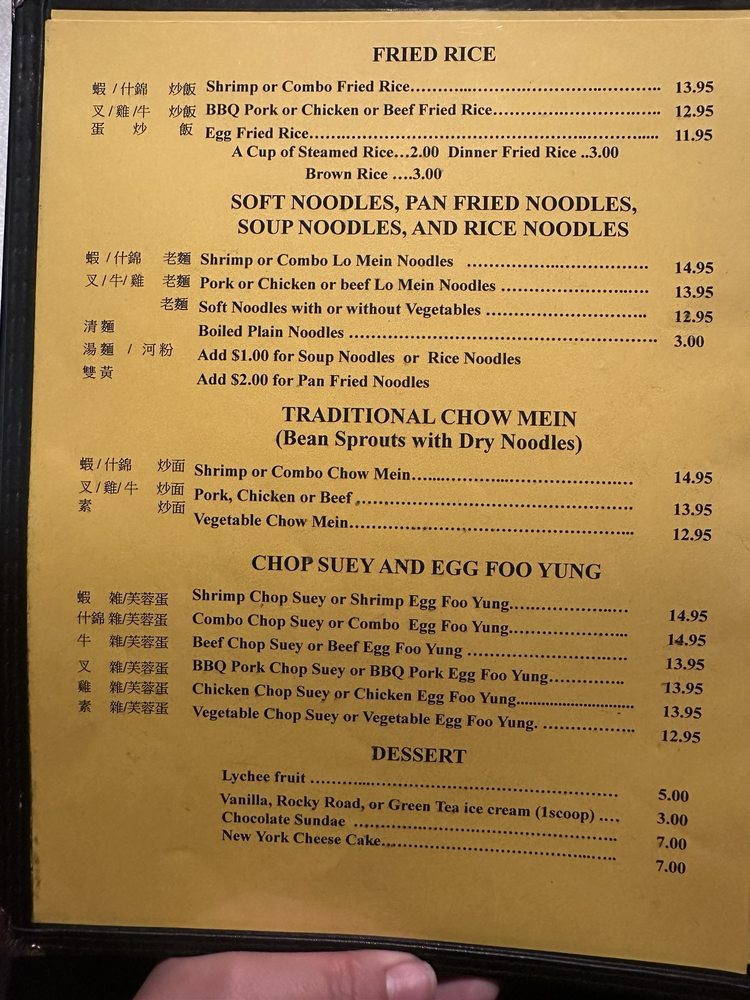 FRIED RICE
蝦 / 什錦 炒飯 Shrimp or Combo Fried Rice 13.95
叉 / 雞 /牛 炒飯 BBQ Pork or Chicken or Beef Fried Rice 12.95
蛋 炒 飯 Egg Fried Rice 11.95
A Cup of Steamed Rice...2.00 Dinner Fried Rice ..3.00
Brown Rice ....3.00
SOFT NOODLES, PAN FRIED NOODLES,
SOUP NOODLES, AND RICE NOODLES
蝦 / 什錦 老麵 Shrimp or Combo Lo Mein Noodles 14.95
叉 / 牛/ 雞 老麵 Pork or Chicken or beef Lo Mein Noodles 13.95
老麵 Soft Noodles with or without Vegetables 12.95
清 麵 Boiled Plain Noodles 3.00
湯 麵 / 河 粉 Add $1.00 for Soup Noodles or Rice Noodles
雙 黃 Add $2.00 for Pan Fried Noodles
TRADITIONAL CHOW MEIN
(Bean Sprouts with Dry Noodles)
蝦 / 什錦 炒面 Shrimp or Combo Chow Mein 14.95
叉 / 雞/ 牛 炒面 Pork, Chicken or Beef 13.95
素 炒面 Vegetable Chow Mein 12.95
CHOP SUEY AND EGG FOO YUNG
蝦 雜/芙蓉蛋 Shrimp Chop Suey or Shrimp Egg Foo Yung 14.95
什錦 雜/芙蓉蛋 Combo Chop Suey or Combo Egg Foo Yung 14.95
牛 雜/芙蓉蛋 Beef Chop Suey or Beef Egg Foo Yung 13.95
叉 雜/芙蓉蛋 BBQ Pork Chop Suey or BBQ Pork Egg Foo Yung 13.95
雞 雜/芙蓉蛋 Chicken Chop Suey or Chicken Egg Foo Yung 13.95
素 雜/芙蓉蛋 Vegetable Chop Suey or Vegetable Egg Foo Yung. 12.95
DESSERT
Lychee fruit 5.00
Vanilla, Rocky Road, or Green Tea ice cream (1scoop) .... 3.00
Chocolate Sundae 7.00
New York Cheese Cake 7.00